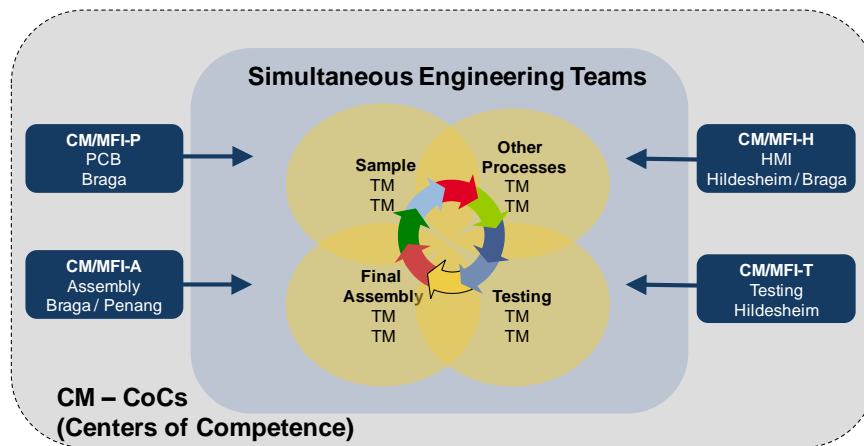 Simultaneous Engineering Teams
CM/MFI-P
PCB
Braga
CM/MFI-A
Assembly
Braga / Penang
Sample
TM
TM
Other
Processes
TM
TM
Final
Assembly
TM
TM
Testing
TM
TM
CM/MFI-H
HMI
Hildesheim / Braga
CM/MFI-T
Testing
Hildesheim
CM – CoCs
(Centers of Competence)